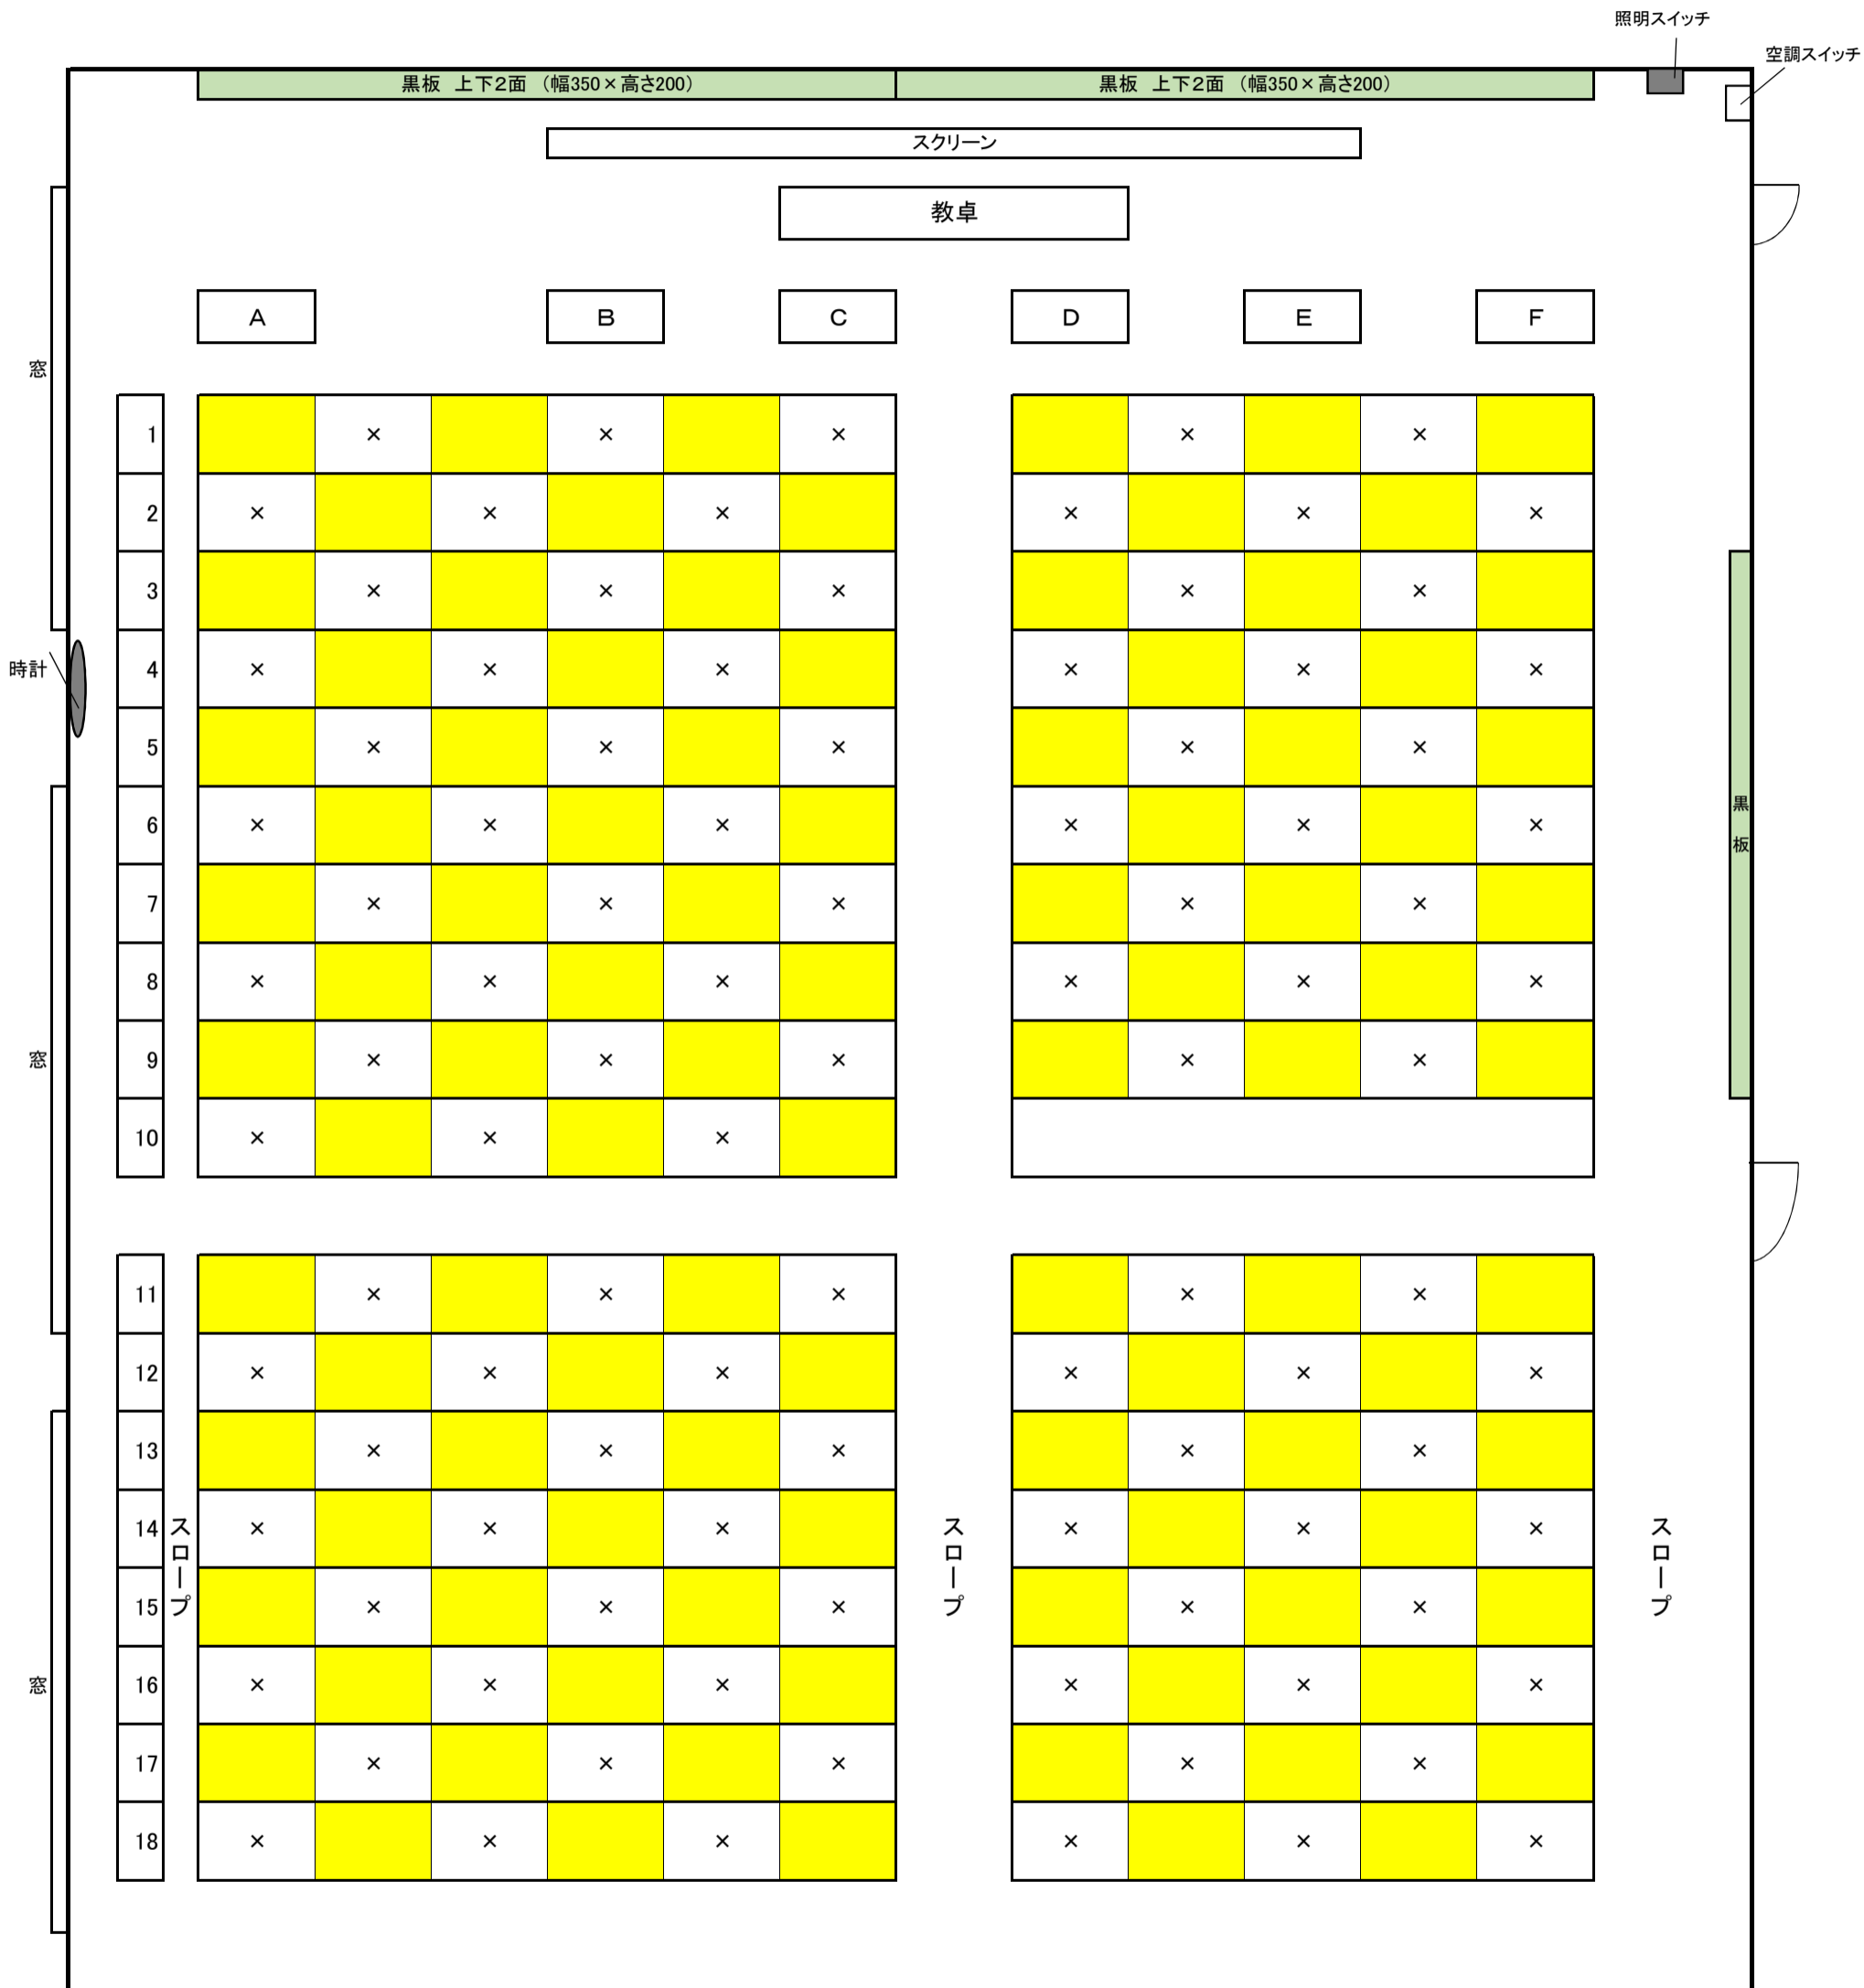 照明スイッチ
空調スイッチ
黒板 上下2面 (幅350×高さ200) 黒板 上下2面 (幅350×高さ200)
スクリーン
教卓
A B C D E F
窓
1 × × × × ×
2 × × × × × ×
3 × × × × ×
時計
4 × × × × × ×
5 × × × × ×
6 × × × × × ×
黒板
7 × × × × ×
8 × × × × × ×
窓
9 × × × × ×
10 × × ×
11 × × × × ×
12 × × × × × ×
13 × × × × ×
14 × × × × × ×
スロープ スロープ スロープ
15 × × × × ×
窓
16 × × × × × ×
17 × × × × ×
18 × × × × × ×